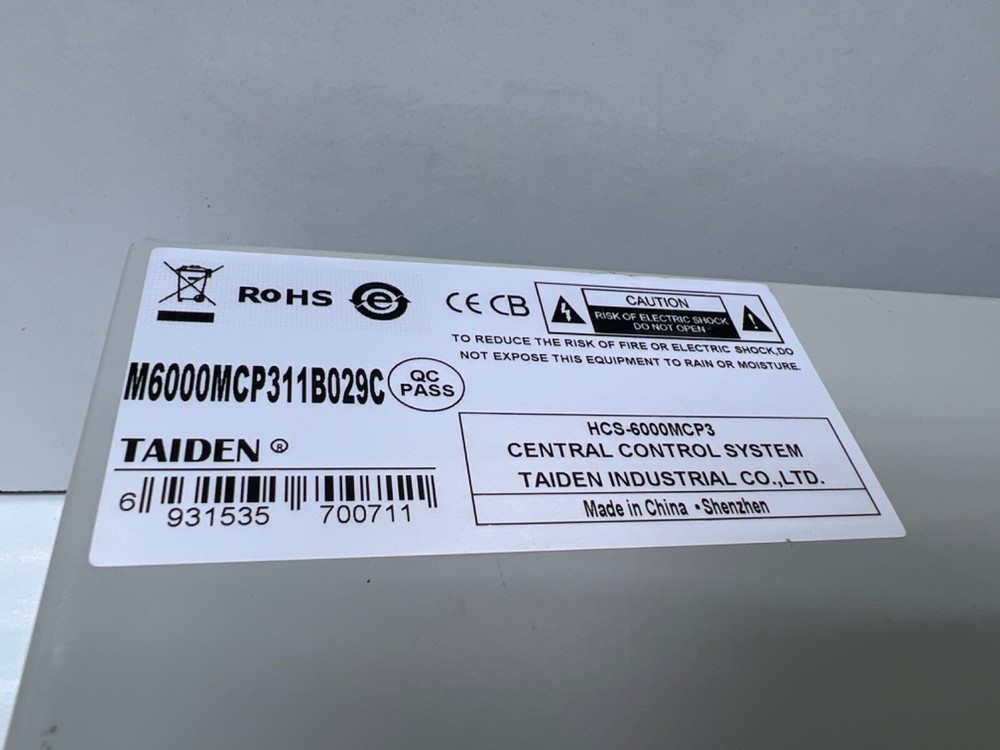 RoHS e CE CB
CAUTION
RISK OF ELECTRIC SHOCK
DO NOT OPEN
TO REDUCE THE RISK OF FIRE OR ELECTRIC SHOCK,DO
NOT EXPOSE THIS EQUIPMENT TO RAIN OR MOISTURE.
M6000MCP311B029C
QC
PASS
TAIDEN ®
6 931535 700711
HCS-6000MCP3
CENTRAL CONTROL SYSTEM
TAIDEN INDUSTRIAL CO.,LTD.
Made in China •Shenzhen